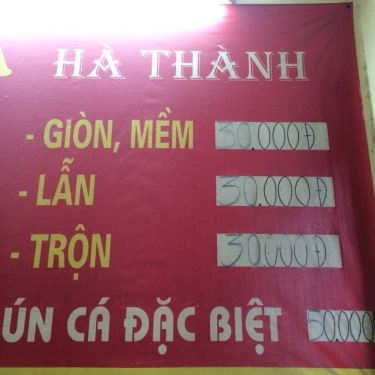 HÀ THÀNH
- GIÒN, MỀM 30.000Đ
- LẪN 30.000Đ
- TRỘN 30.000Đ
ÚN CÁ ĐẶC BIỆT 50.000